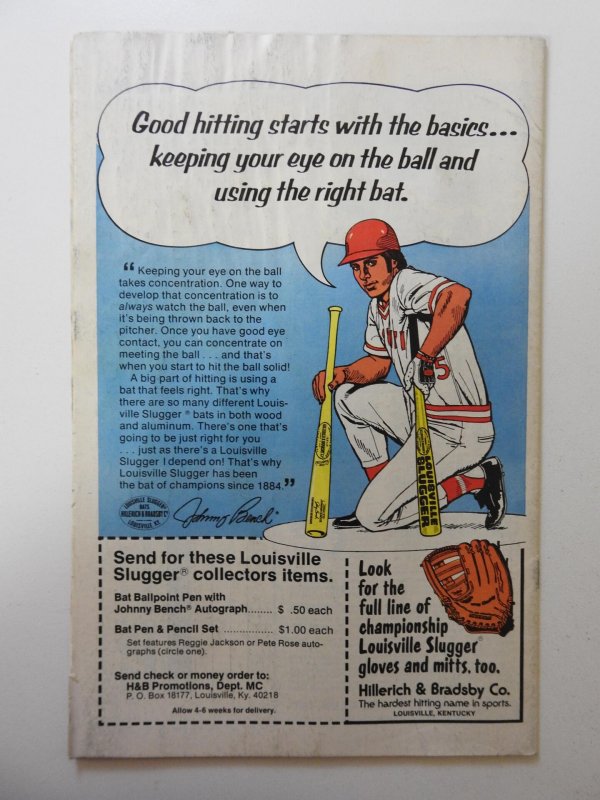 Good hitting starts with the basics...
keeping your eye on the ball and
using the right bat.
“ Keeping your eye on the ball
takes concentration. One way to
develop that concentration is to
always watch the ball, even when
it's being thrown back to the
pitcher. Once you have good eye
contact, you can concentrate on
meeting the ball . . . and that's
when you start to hit the ball solid!
A big part of hitting is using a
bat that feels right. That's why
there are so many different Louis-
ville Slugger ® bats in both wood
and aluminum. There's one that's
going to be just right for you
. . . just as there's a Louisville
Slugger I depend on! That's why
Louisville Slugger has been
the bat of champions since 1884.”
LOUISVILLE SLUGGER
BATS
HILLERICH & BRADSBY Co
LOUISVILLE, KY.
Johnny Bench
5
LOUISVILLE
SLUGGER
Send for these Louisville
Slugger® collectors items.
Bat Ballpoint Pen with
Johnny Bench® Autograph........ $ .50 each
Bat Pen & Pencil Set ............... $1.00 each
Set features Reggie Jackson or Pete Rose auto-
graphs (circle one).
Send check or money order to:
H&B Promotions, Dept. MC
P. O. Box 18177, Louisville, Ky. 40218
Allow 4-6 weeks for delivery.
Look
for the
full line of
championship
Louisville Slugger®
gloves and mitts, too.
Hillerich & Bradsby Co.
The hardest hitting name in sports.
LOUISVILLE, KENTUCKY